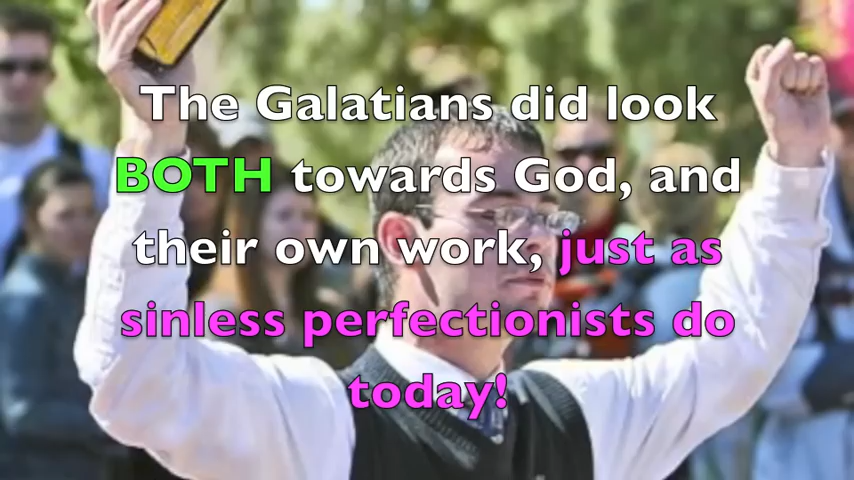 The Galatians did look
BOTH towards God, and
their own work, just as
sinless perfectionists do
today!